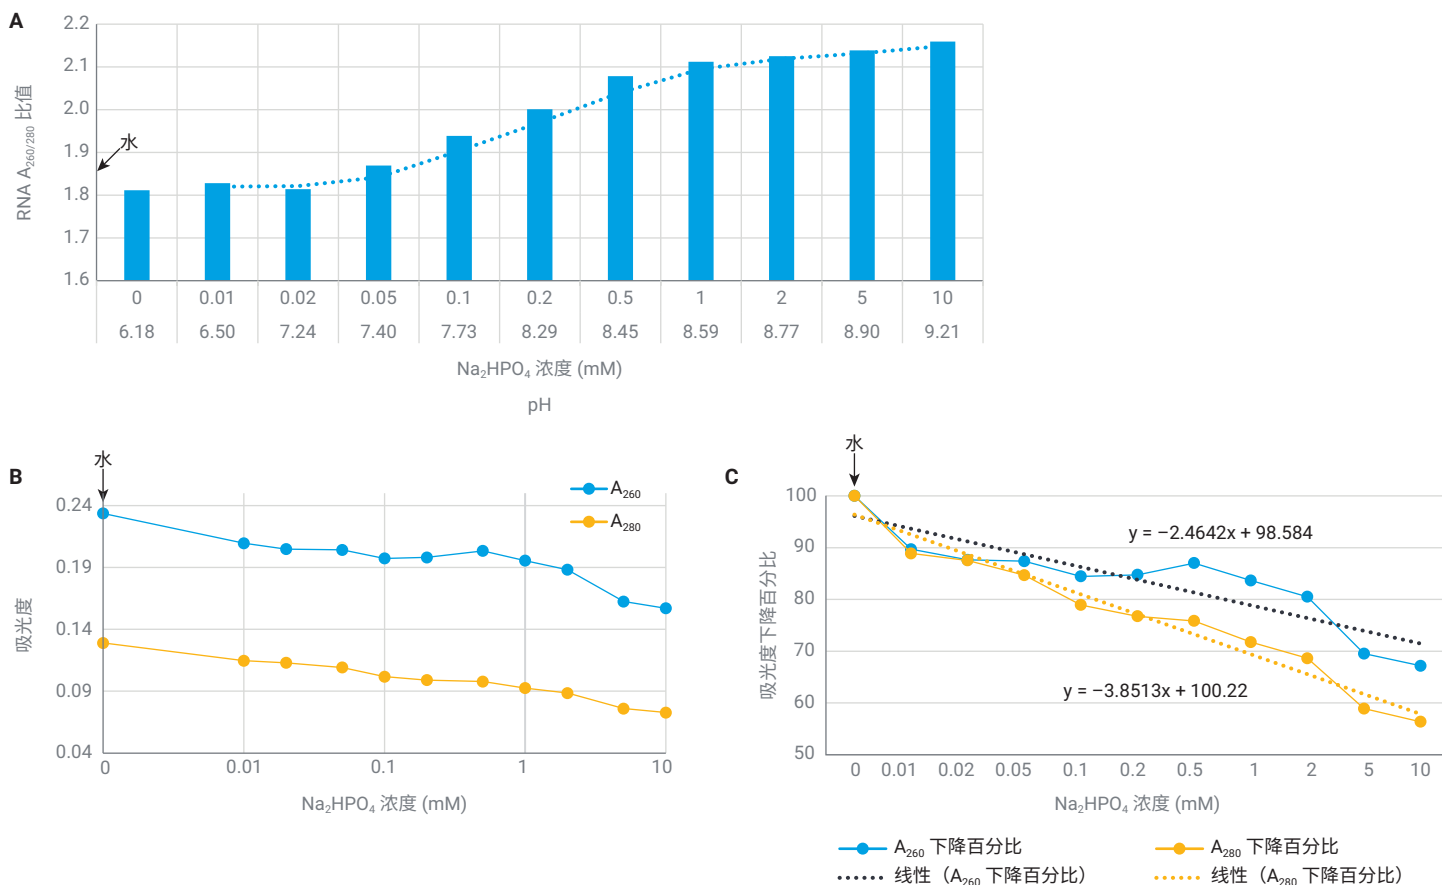 A
2.2
2.1
2.0
1.9
1.8
1.7
1.6
RNA A260/280 比值
水
0 0.01 0.02 0.05 0.1 0.2 0.5 1 2 5 10
6.18 6.50 7.24 7.40 7.73 8.29 8.45 8.59 8.77 8.90 9.21
Na2HPO4 浓度 (mM)
pH
B
水
A260
A280
0.24
0.19
0.14
0.09
0.04
吸光度
0 0.01 0.1 1 10
Na2HPO4 浓度 (mM)
C
水
100
90
80
70
60
50
吸光度下降百分比
y = −2.4642x + 98.584
y = −3.8513x + 100.22
0 0.01 0.02 0.05 0.1 0.2 0.5 1 2 5 10
Na2HPO4 浓度 (mM)
A260 下降百分比
A280 下降百分比
线性（A260 下降百分比）
线性（A280 下降百分比）